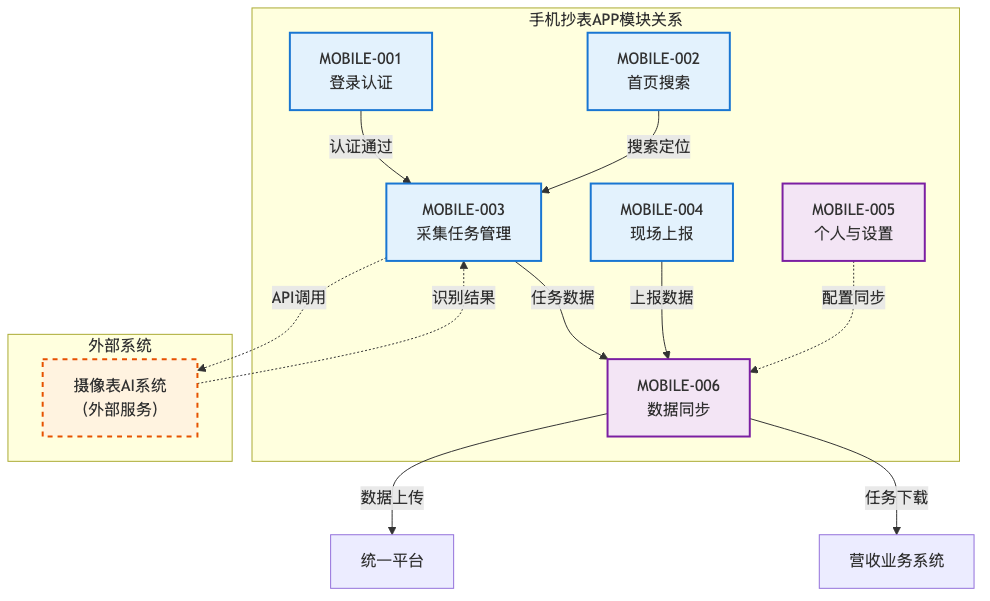 手机抄表APP模块关系
MOBILE-001
登录认证
MOBILE-002
首页搜索
认证通过
搜索定位
MOBILE-003
采集任务管理
MOBILE-004
现场上报
MOBILE-005
个人与设置
API调用
识别结果
任务数据
上报数据
配置同步
外部系统
摄像表AI系统
（外部服务）
MOBILE-006
数据同步
数据上传
任务下载
统一平台
营收业务系统